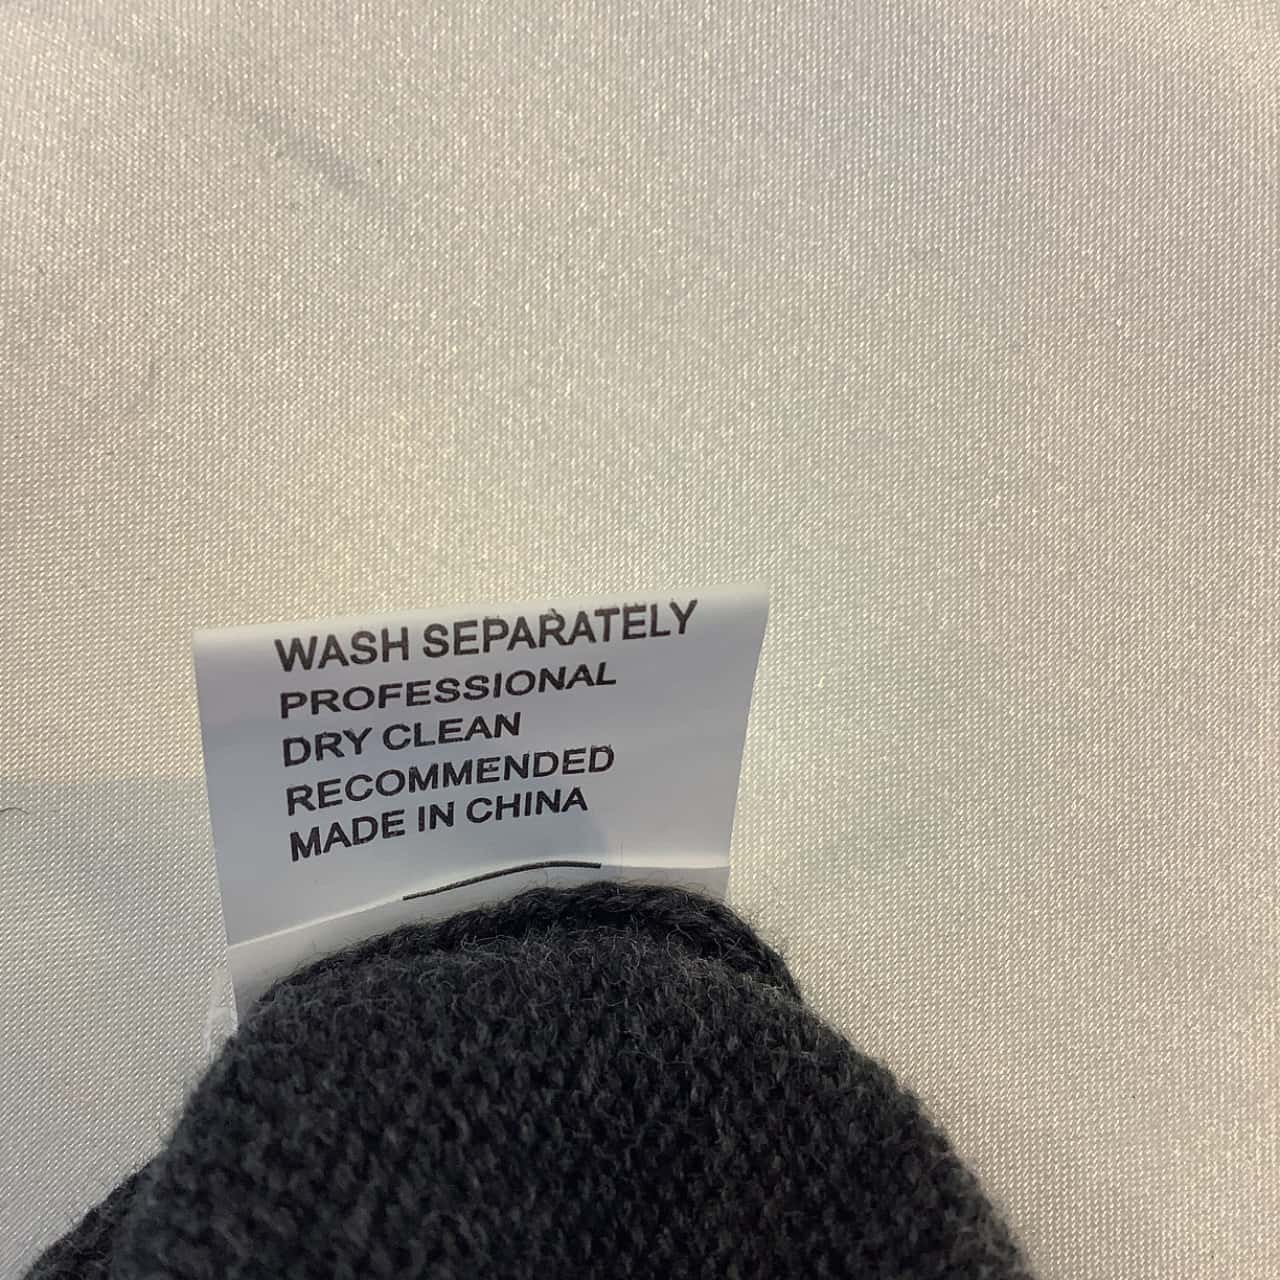 WASH SEPARATELY
PROFESSIONAL
DRY CLEAN
RECOMMENDED
MADE IN CHINA